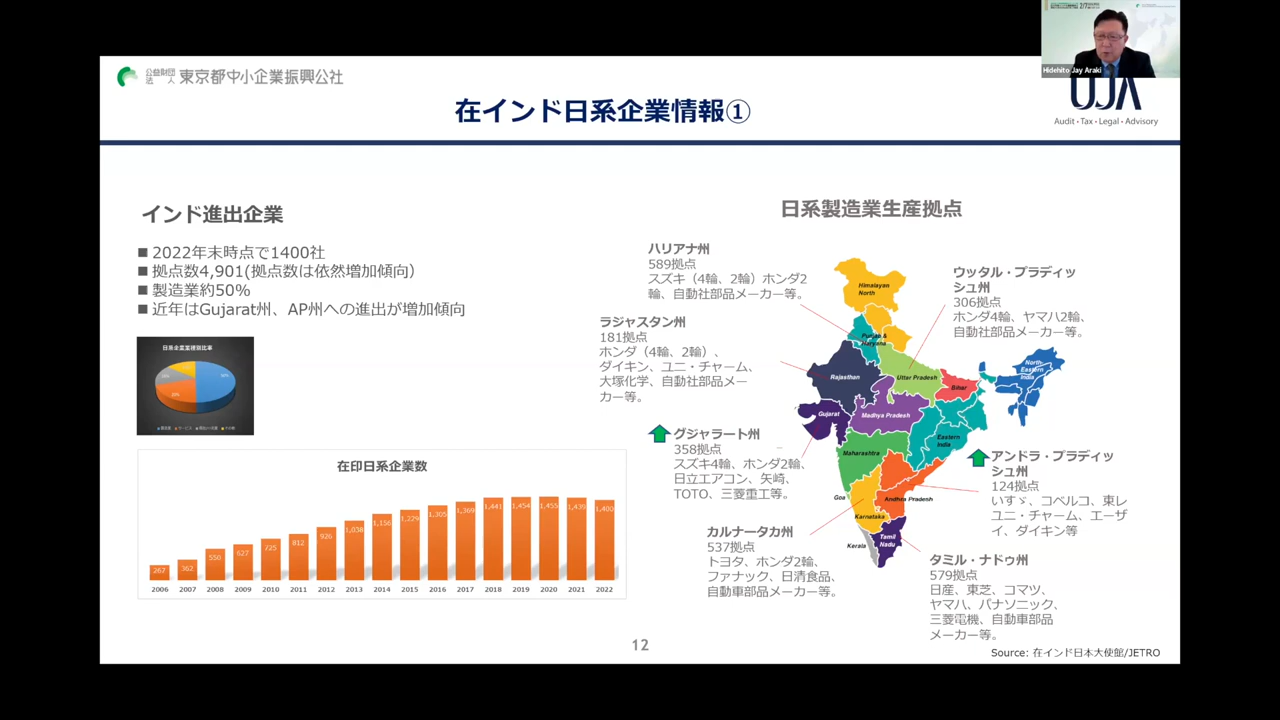 公益財団法人 東京都中小企業振興公社
在インド日系企業情報①
Hidehito Jay Araki
UJA
Audit・Tax・Legal・Advisory
インド進出企業
■ 2022年末時点で1400社
■ 拠点数4,901(拠点数は依然増加傾向)
■ 製造業約50%
■ 近年はGujarat州、AP州への進出が増加傾向
日系企業業種別比率
在印日系企業数
267 362 550 627 725 812 926 1,038 1,156 1,229 1,305 1,369 1,441 1,454 1,455 1,439 1,400
2006 2007 2008 2009 2010 2011 2012 2013 2014 2015 2016 2017 2018 2019 2020 2021 2022
日系製造業生産拠点
ハリアナ州
589拠点
スズキ（4輪、2輪）ホンダ2
輪、自動社部品メーカー等。
ラジャスタン州
181拠点
ホンダ（4輪、2輪）、
ダイキン、ユニ・チャーム、
大塚化学、自動社部品メー
カー等。
グジャラート州
358拠点
スズキ4輪、ホンダ2輪、
日立エアコン、矢崎、
TOTO、三菱重工等。
カルナータカ州
537拠点
トヨタ、ホンダ2輪、
ファナック、日清食品、
自動車部品メーカー等。
ウッタル・プラディッ
シュ州
306拠点
ホンダ4輪、ヤマハ2輪、
自動社部品メーカー等。
アンドラ・プラディッ
シュ州
124拠点
いすゞ、コベルコ、東レ
ユニ・チャーム、エーザ
イ、ダイキン等
タミル・ナドゥ州
579拠点
日産、東芝、コマツ、
ヤマハ、パナソニック、
三菱電機、自動車部品
メーカー等。
Himalayan
North
Punjab &
Haryana
Rajasthan
Uttar Pradesh
Bihar
North-
Eastern
India
Gujarat
Madhya Pradesh
Eastern
India
Maharashtra
Goa
Andhra Pradesh
Karnataka
Kerala
Tamil
Nadu
12
Source: 在インド日本大使館/JETRO